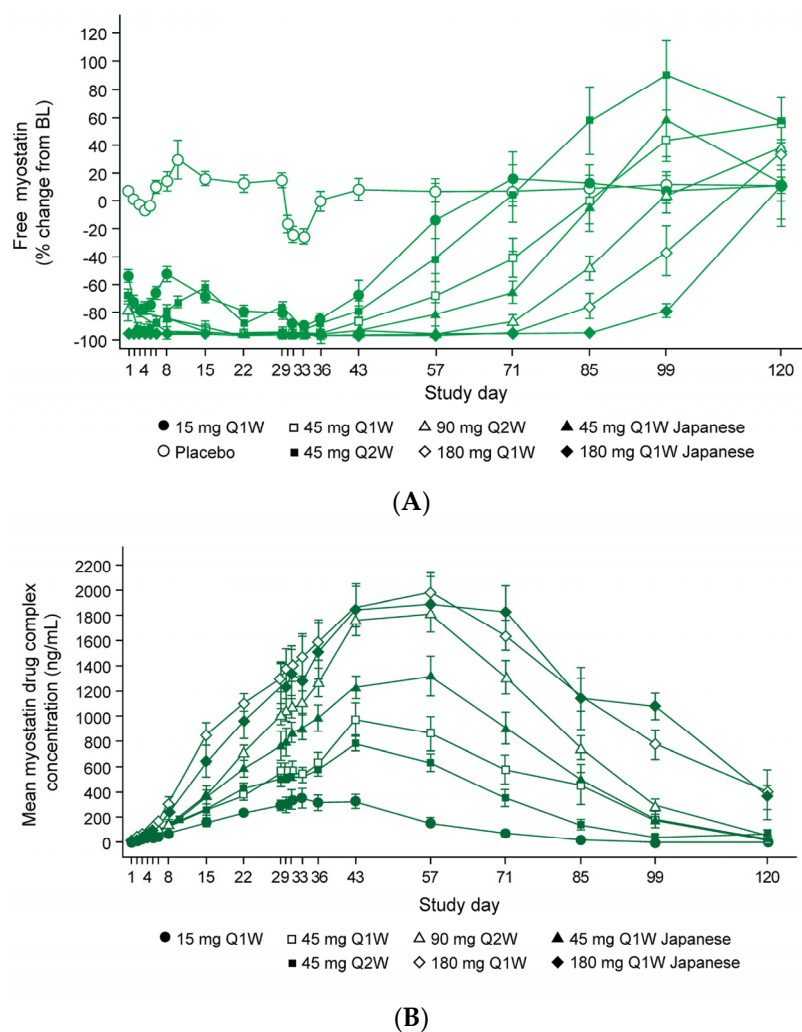 120
100
80
60
40
20
0
-20
-40
-60
-80
-100
Free myostatin
(% change from BL)
1 4 8 15 22 29 33 36 43 57 71 85 99 120
Study day
15 mg Q1W 45 mg Q1W 90 mg Q2W 45 mg Q1W Japanese
Placebo 45 mg Q2W 180 mg Q1W 180 mg Q1W Japanese
(A)
2200
2000
1800
1600
1400
1200
1000
800
600
400
200
0
Mean myostatin drug complex
concentration (ng/mL)
1 4 8 15 22 29 33 36 43 57 71 85 99 120
Study day
15 mg Q1W 45 mg Q1W 90 mg Q2W 45 mg Q1W Japanese
45 mg Q2W 180 mg Q1W 180 mg Q1W Japanese
(B)